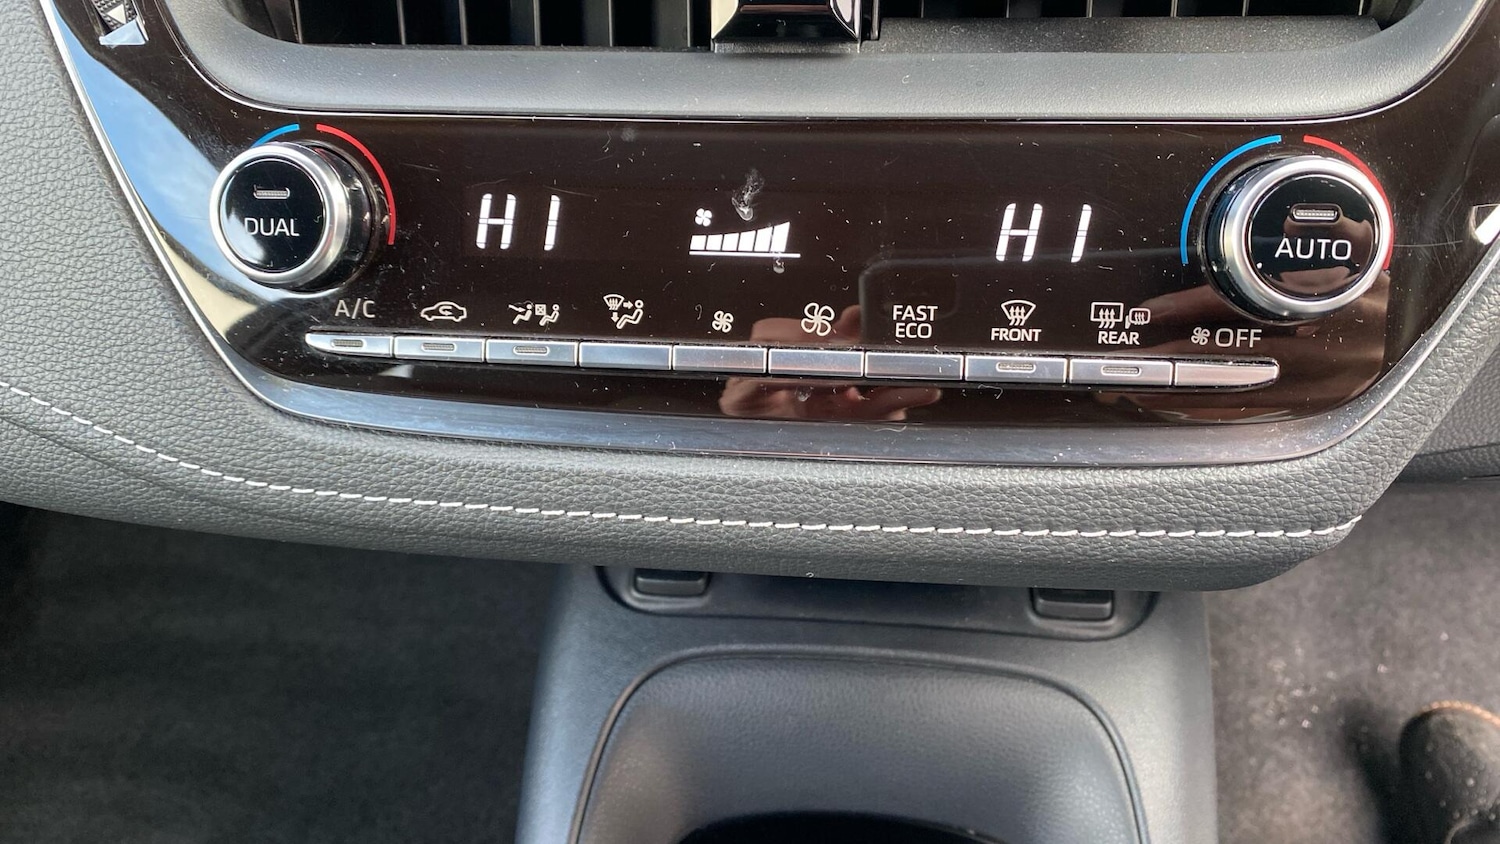 DUAL
HI
HI
AUTO
A/C
FAST
ECO
FRONT
REAR
OFF